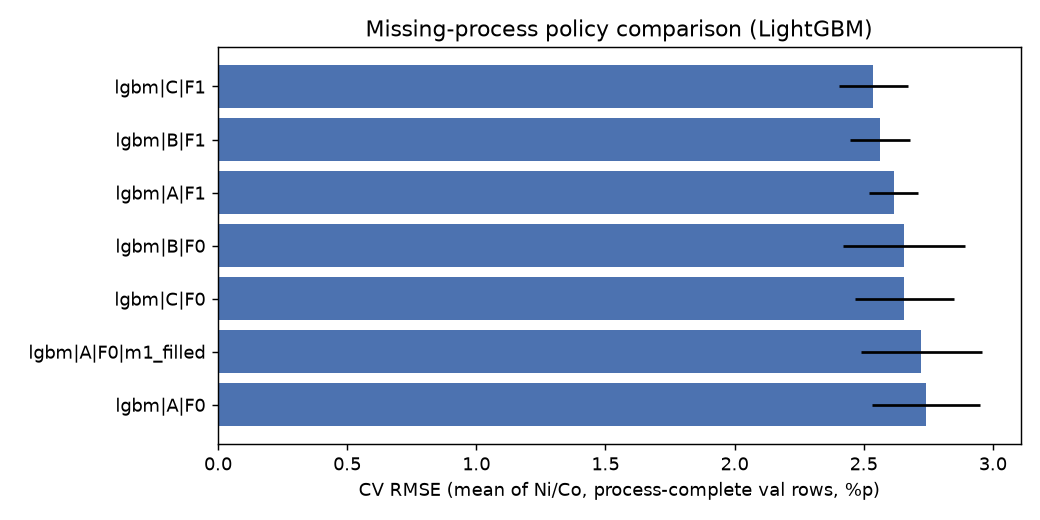 Missing-process policy comparison (LightGBM)
lgbm|C|F1
lgbm|B|F1
lgbm|A|F1
lgbm|B|F0
lgbm|C|F0
lgbm|A|F0|m1_filled
lgbm|A|F0
0.0 0.5 1.0 1.5 2.0 2.5 3.0
CV RMSE (mean of Ni/Co, process-complete val rows, %p)